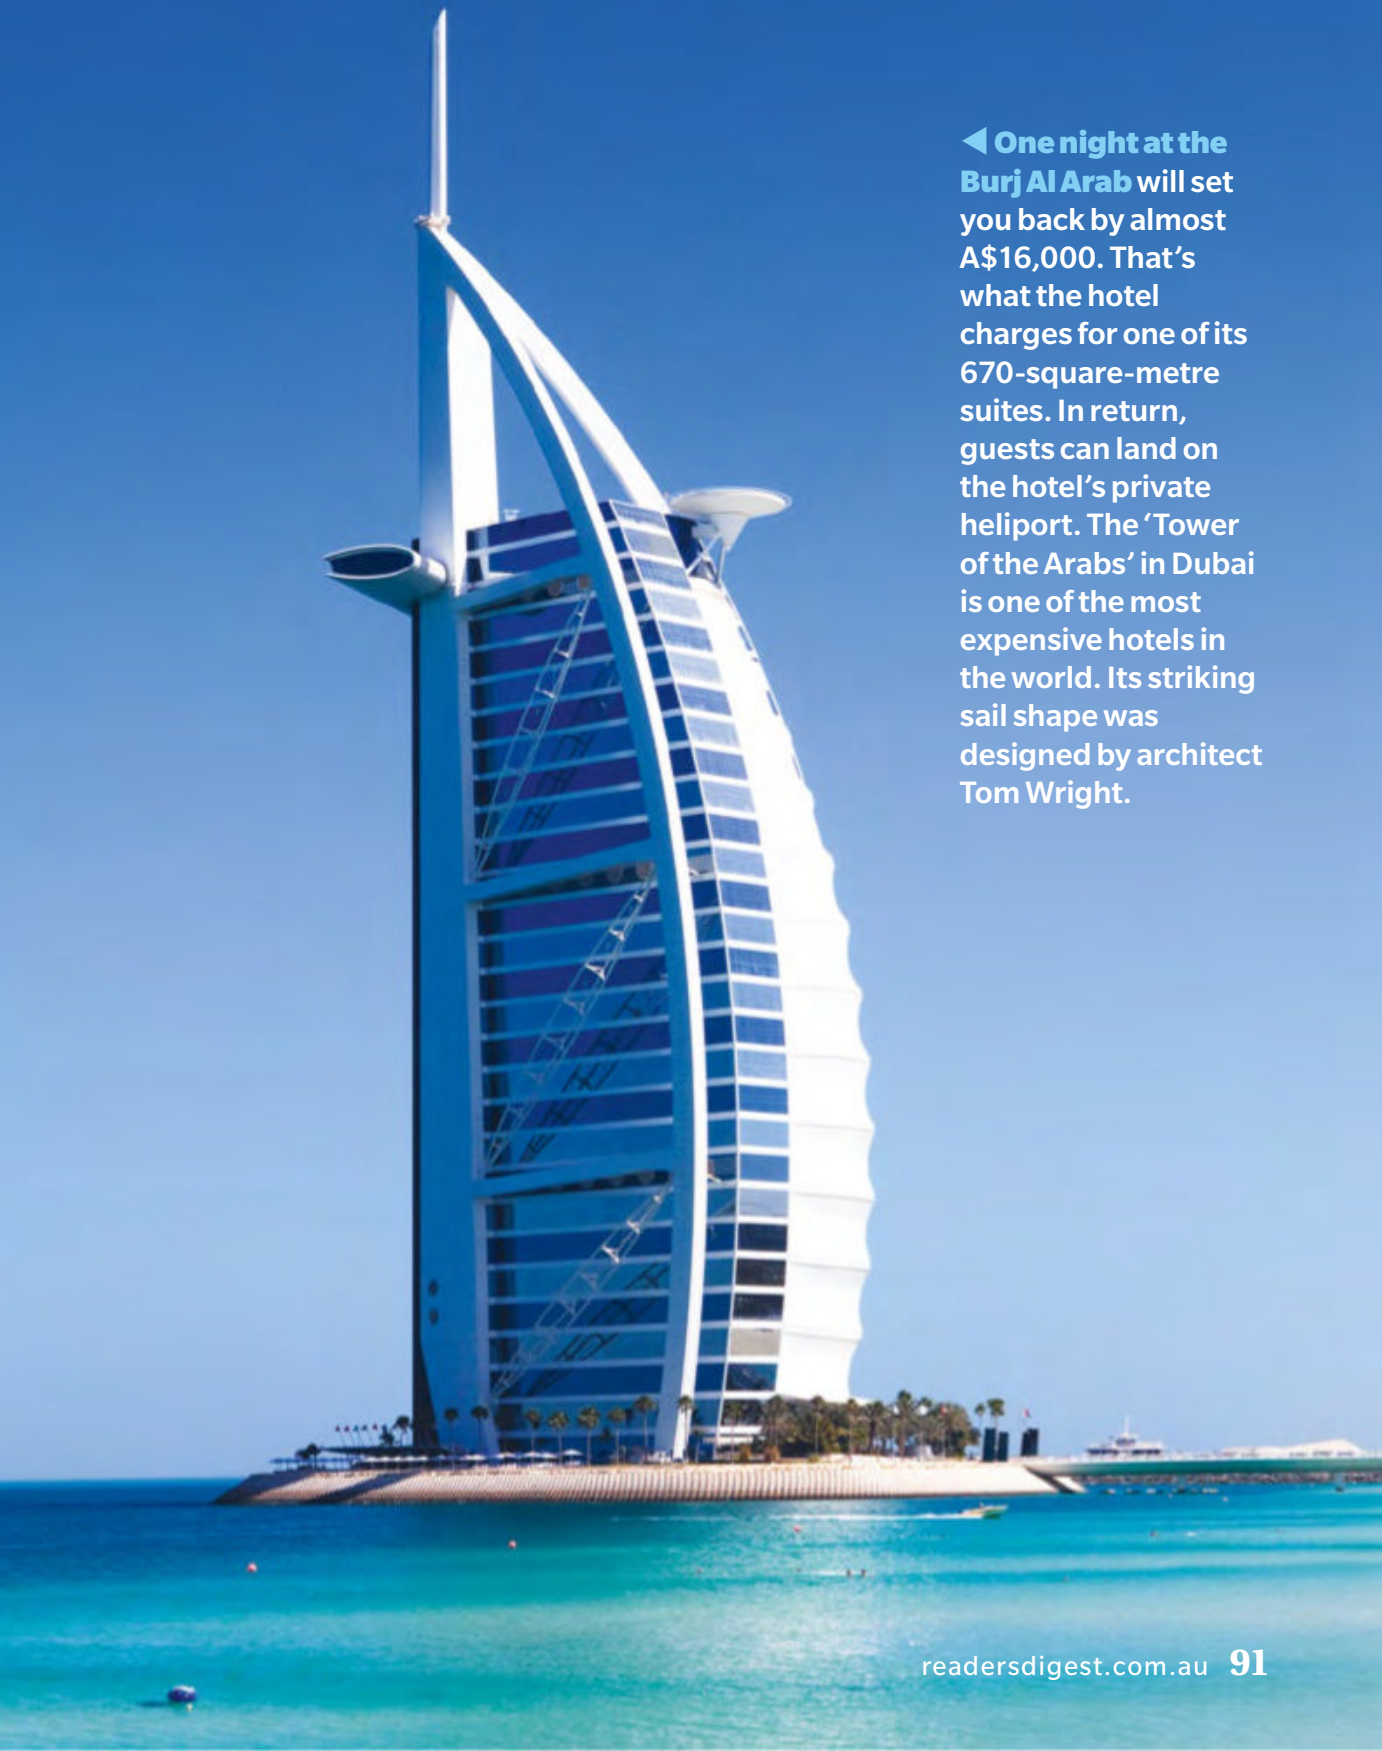 ◀ One night at the
Burj Al Arab will set
you back by almost
A$16,000. That’s
what the hotel
charges for one of its
670-square-metre
suites. In return,
guests can land on
the hotel’s private
heliport. The ‘Tower
of the Arabs’ in Dubai
is one of the most
expensive hotels in
the world. Its striking
sail shape was
designed by architect
Tom Wright.
readersdigest.com.au 91